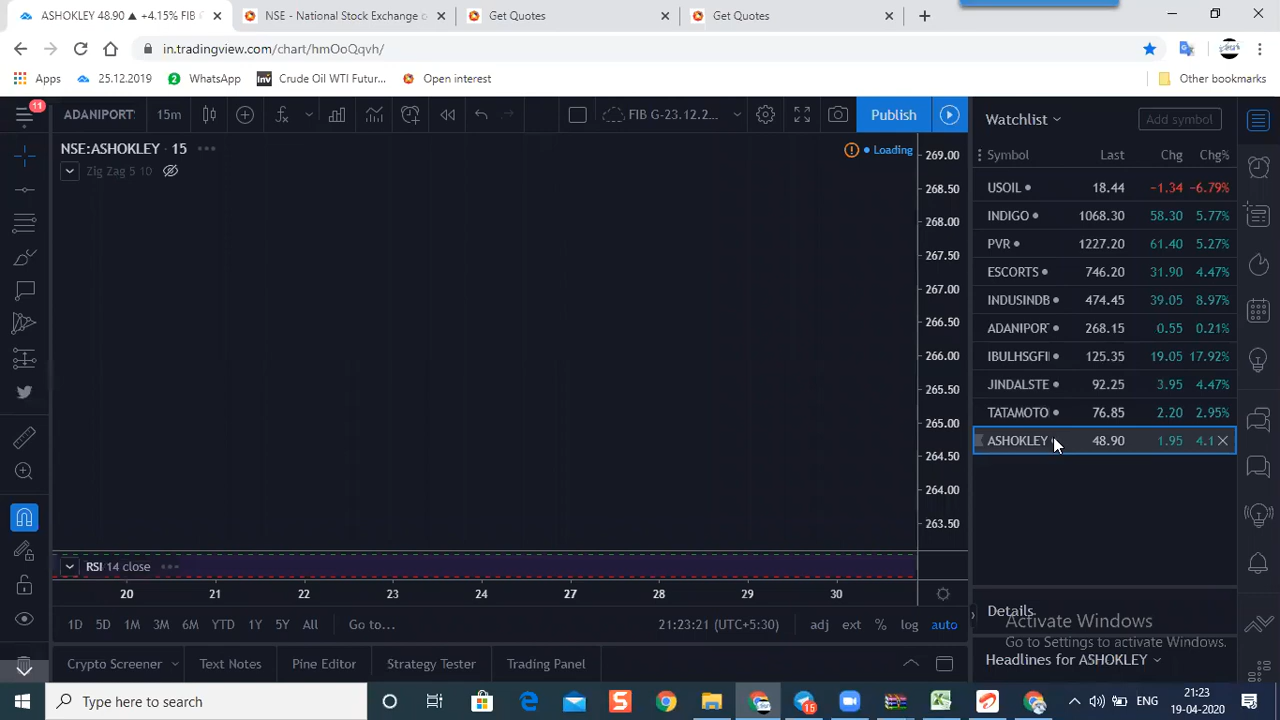 ASHOKLEY 48.90 ▲ +4.15% FIB F
NSE - National Stock Exchange o
Get Quotes
Get Quotes
in.tradingview.com/chart/hmOoQqvh/
Apps
25.12.2019
2 WhatsApp
Inv Crude Oil WTI Futur...
Open interest
Other bookmarks
11
ADANIPORT
15m
FIB G-23.12.2...
Publish
NSE:ASHOKLEY · 15
Loading
Zig Zag 5 10
269.00
268.50
268.00
267.50
267.00
266.50
266.00
265.50
265.00
264.50
264.00
263.50
RSI 14 close
20 21 22 23 24 27 28 29 30
1D 5D 1M 3M 6M YTD 1Y 5Y All Go to... 21:23:21 (UTC+5:30) adj ext % log auto
Crypto Screener Text Notes Pine Editor Strategy Tester Trading Panel
Watchlist
Add symbol
Symbol Last Chg Chg%
USOIL 18.44 −1.34 −6.79%
INDIGO 1068.30 58.30 5.77%
PVR 1227.20 61.40 5.27%
ESCORTS 746.20 31.90 4.47%
INDUSINDB 474.45 39.05 8.97%
ADANIPOR 268.15 0.55 0.21%
IBULHSGFI 125.35 19.05 17.92%
JINDALSTE 92.25 3.95 4.47%
TATAMOTO 76.85 2.20 2.95%
ASHOKLEY 48.90 1.95 4.1
Details
Activate Windows
Go to Settings to activate Windows.
Headlines for ASHOKLEY
Type here to search
15
ENG
21:23
19-04-2020